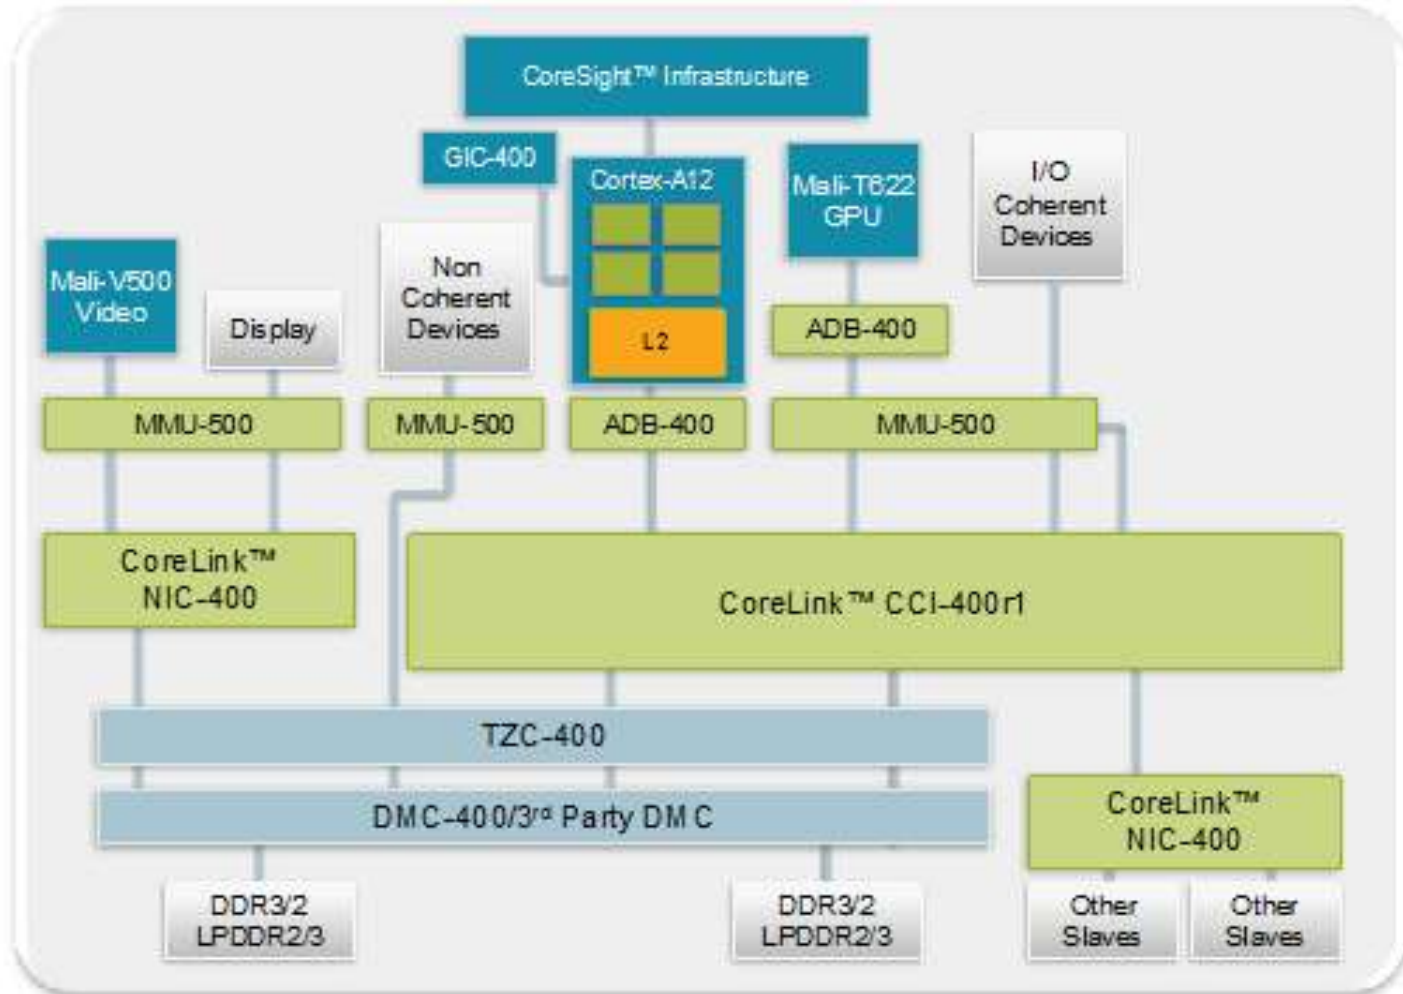 CoreSight™ Infrastructure
GIC-400
Cortex-A12
L2
Mali-T622
GPU
I/O
Coherent
Devices
Mali-V500
Video
Display
Non
Coherent
Devices
ADB-400
MMU-500
MMU-500
ADB-400
MMU-500
CoreLink™
NIC-400
CoreLink™ CCI-400r1
TZC-400
DMC-400/3rd Party DMC
CoreLink™
NIC-400
DDR3/2
LPDDR2/3
DDR3/2
LPDDR2/3
Other
Slaves
Other
Slaves